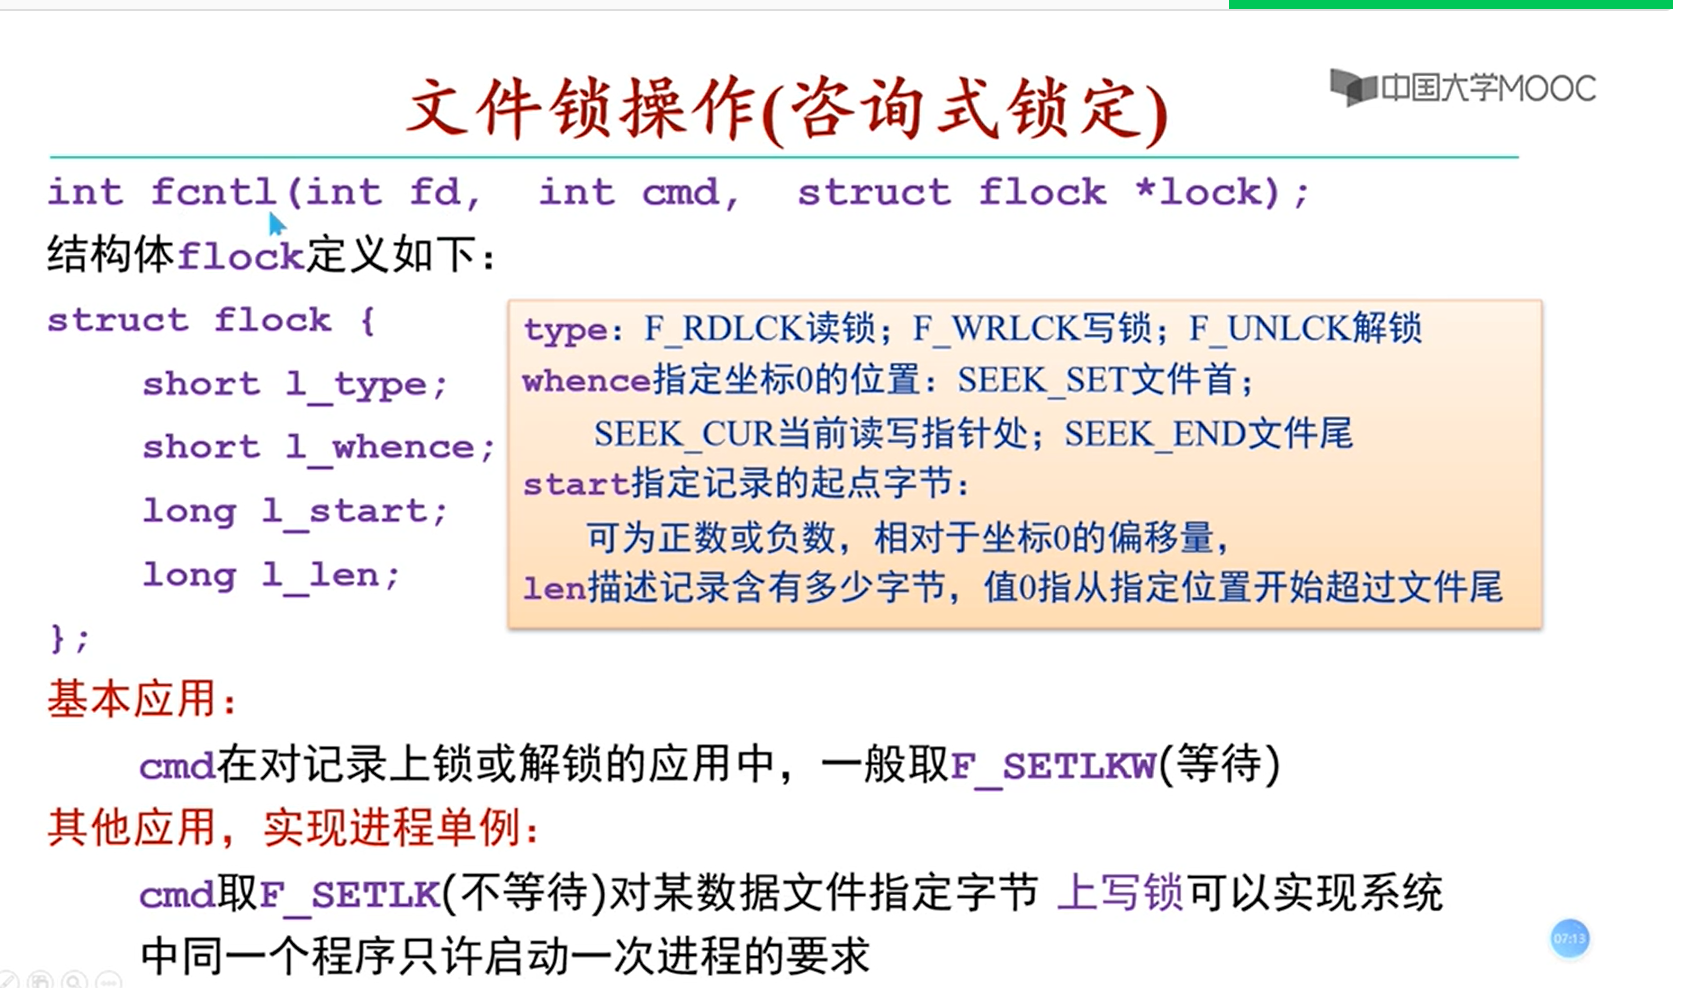 文件锁操作(咨询式锁定)
中国大学MOOC
int fcntl(int fd, int cmd, struct flock *lock);
结构体flock定义如下：
struct flock {
short l_type;
short l_whence;
long l_start;
long l_len;
};
type：F_RDLCK读锁；F_WRLCK写锁；F_UNLCK解锁
whence指定坐标0的位置：SEEK_SET文件首；
SEEK_CUR当前读写指针处；SEEK_END文件尾
start指定记录的起点字节：
可为正数或负数，相对于坐标0的偏移量，
len描述记录含有多少字节，值0指从指定位置开始超过文件尾
基本应用：
cmd在对记录上锁或解锁的应用中，一般取F_SETLKW(等待)
其他应用，实现进程单例：
cmd取F_SETLK(不等待)对某数据文件指定字节 上写锁可以实现系统
中同一个程序只许启动一次进程的要求
07:13